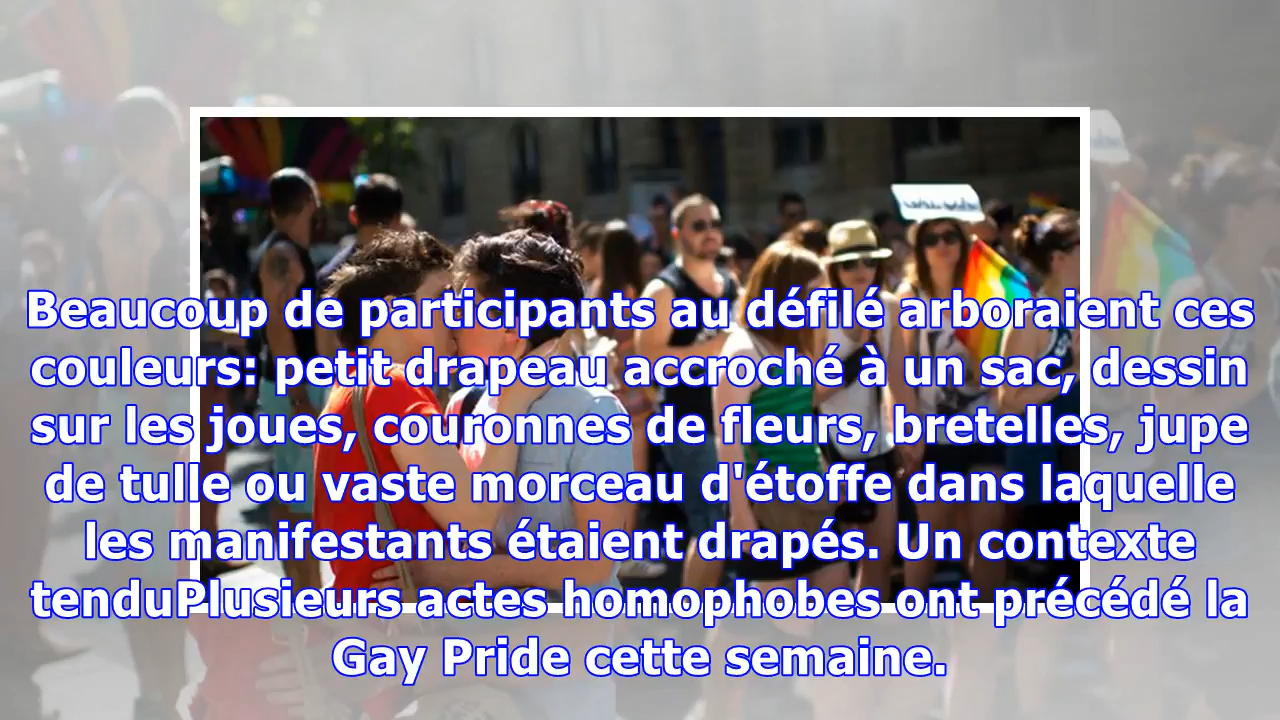 Beaucoup de participants au défilé arboraient ces
couleurs: petit drapeau accroché à un sac, dessin
sur les joues, couronnes de fleurs, bretelles, jupe
de tulle ou vaste morceau d'étoffe dans laquelle
les manifestants étaient drapés. Un contexte
tenduPlusieurs actes homophobes ont précédé la
Gay Pride cette semaine.